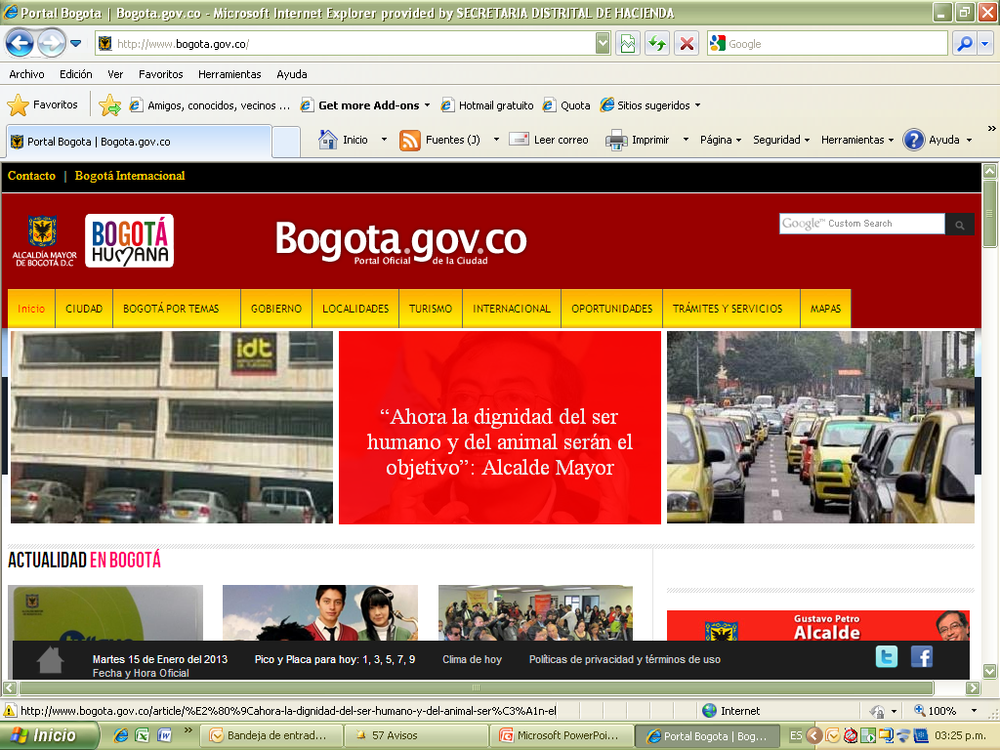 Portal Bogota | Bogota.gov.co - Microsoft Internet Explorer provided by SECRETARIA DISTRITAL DE HACIENDA
http://www.bogota.gov.co/
Google
Archivo Edición Ver Favoritos Herramientas Ayuda
Favoritos Amigos, conocidos, vecinos ... Get more Add-ons Hotmail gratuito Quota Sitios sugeridos
Portal Bogota | Bogota.gov.co Inicio Fuentes (J) Leer correo Imprimir Página Seguridad Herramientas Ayuda
Contacto | Bogotá Internacional
ALCALDÍA MAYOR
DE BOGOTÁ D.C
BOGOTÁ
HUMANA
Bogota.gov.co
Portal Oficial de la Ciudad
Google™ Custom Search
Inicio CIUDAD BOGOTÁ POR TEMAS GOBIERNO LOCALIDADES TURISMO INTERNACIONAL OPORTUNIDADES TRÁMITES Y SERVICIOS MAPAS
idt
“Ahora la dignidad del ser
humano y del animal serán el
objetivo”: Alcalde Mayor
ACTUALIDAD EN BOGOTÁ
Gustavo Petro
Alcalde
Martes 15 de Enero del 2013 Pico y Placa para hoy: 1, 3, 5, 7, 9 Clima de hoy Políticas de privacidad y términos de uso
Fecha y Hora Oficial
http://www.bogota.gov.co/article/%E2%80%9Cahora-la-dignidad-del-ser-humano-y-del-animal-ser%C3%A1n-el Internet 100%
Inicio Bandeja de entrad... 57 Avisos Microsoft PowerPoi... Portal Bogota | Bog... ES 03:25 p.m.